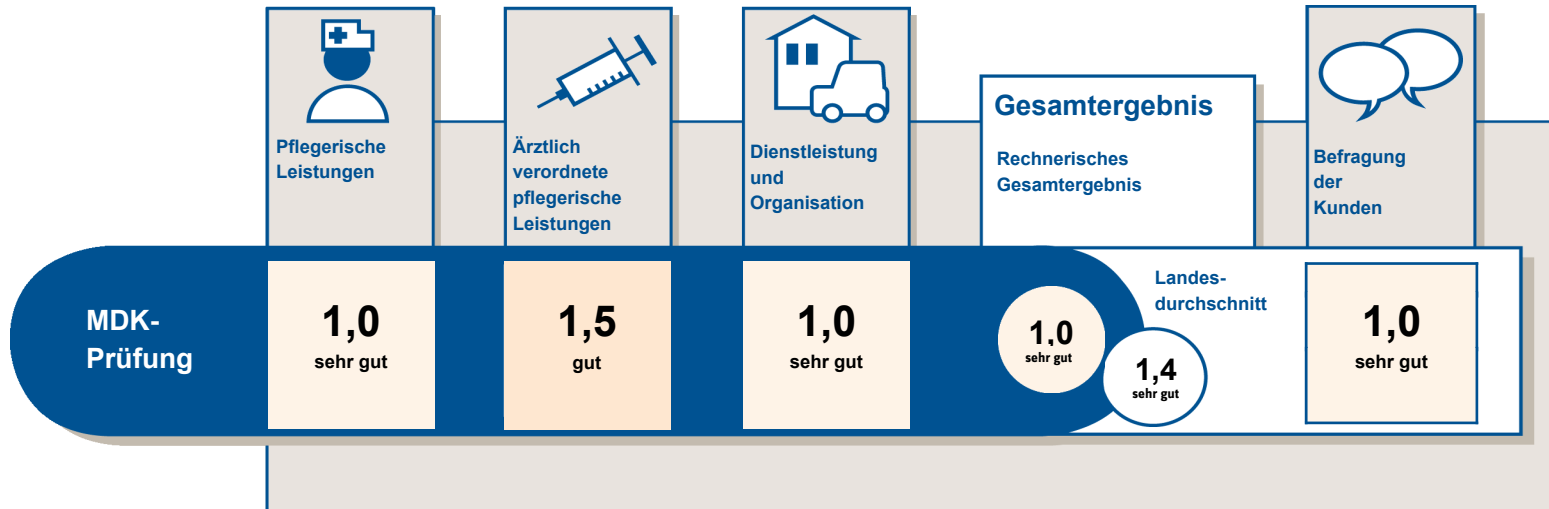 Pflegerische
Leistungen
Ärztlich
verordnete
pflegerische
Leistungen
Dienstleistung
und
Organisation
Gesamtergebnis
Rechnerisches
Gesamtergebnis
Befragung
der
Kunden
MDK-
Prüfung
1,0
sehr gut
1,5
gut
1,0
sehr gut
1,0
sehr gut
Landes-
durchschnitt
1,4
sehr gut
1,0
sehr gut